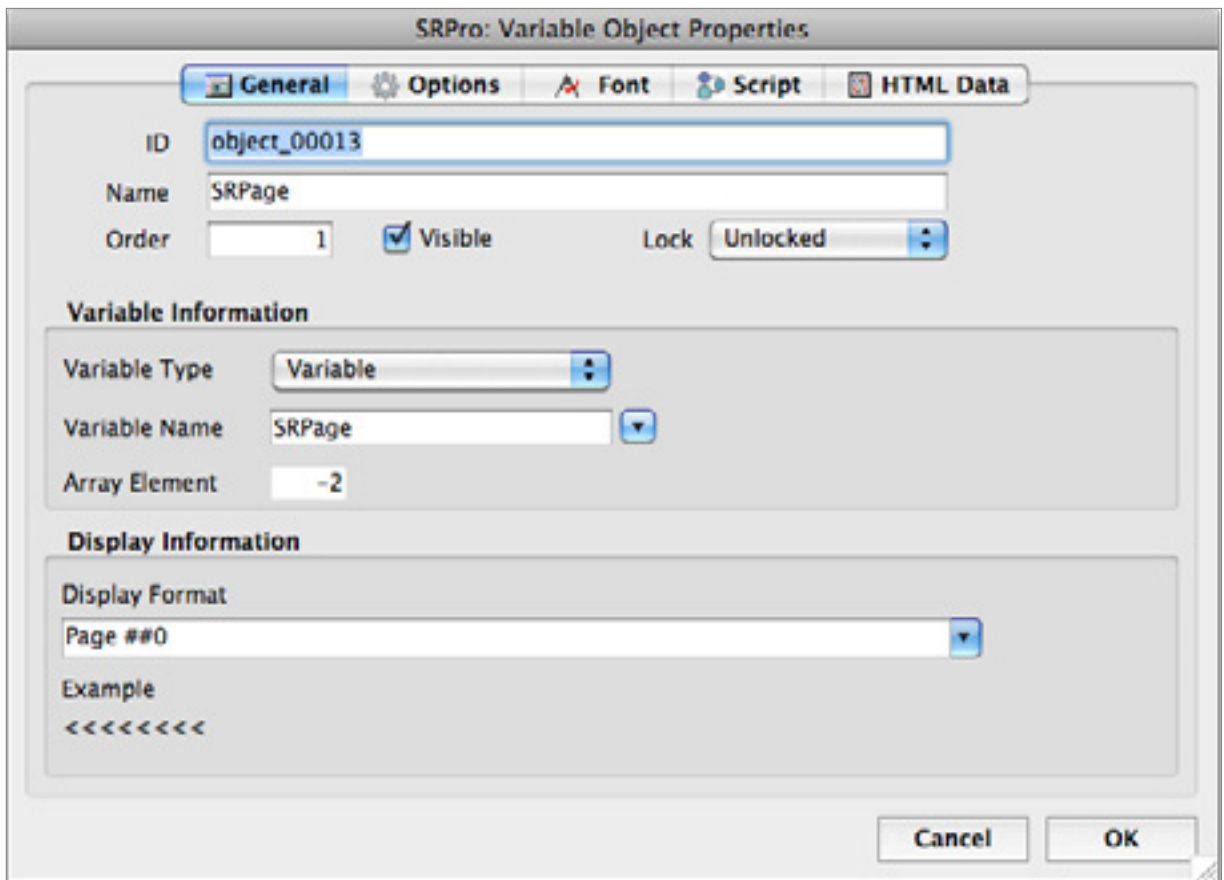 SRPro: Variable Object Properties
General Options Font Script HTML Data
ID object_00013
Name SRPage
Order 1 Visible Lock Unlocked
Variable Information
Variable Type Variable
Variable Name SRPage
Array Element -2
Display Information
Display Format
Page ##0
Example
<<<<<<<<
Cancel OK